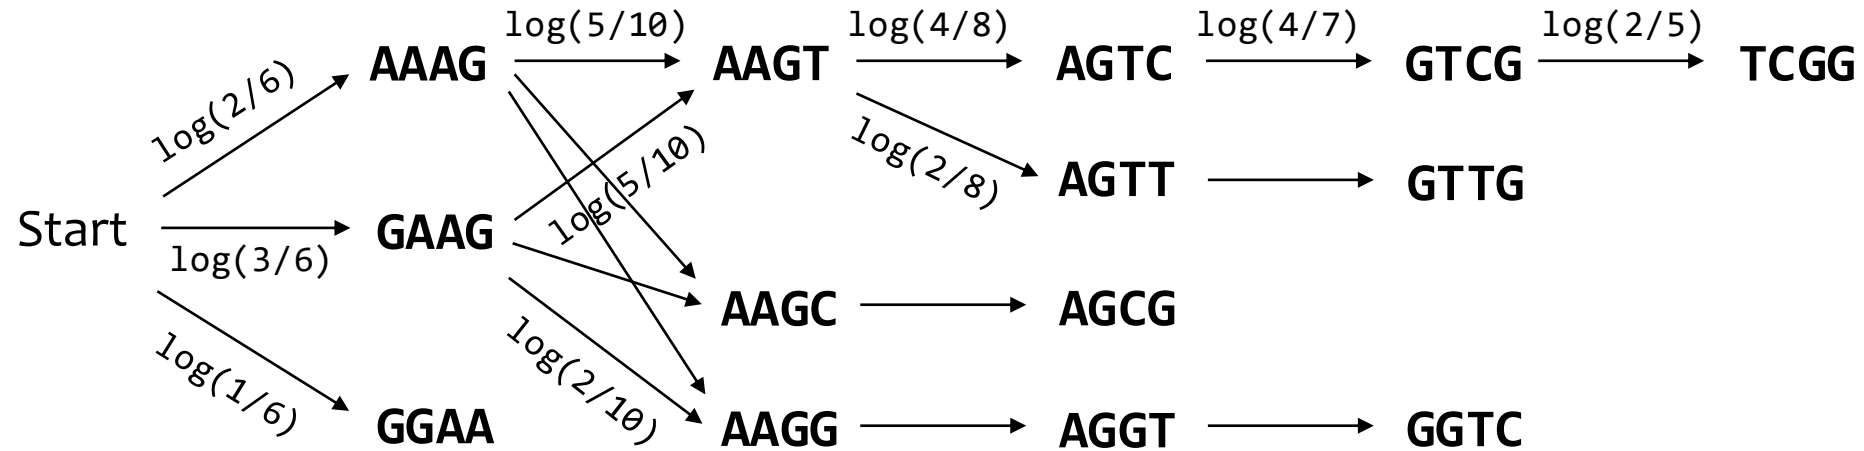 log(5/10) log(4/8) log(4/7) log(2/5)
AAAG AAGT AGTC GTCG TCGG
log(2/6)
log(5/10) log(2/8) AGTT GTTG
Start GAAG
log(3/6)
AAGC AGCG
log(1/6) log(2/10)
GGAA AAGG AGGT GGTC